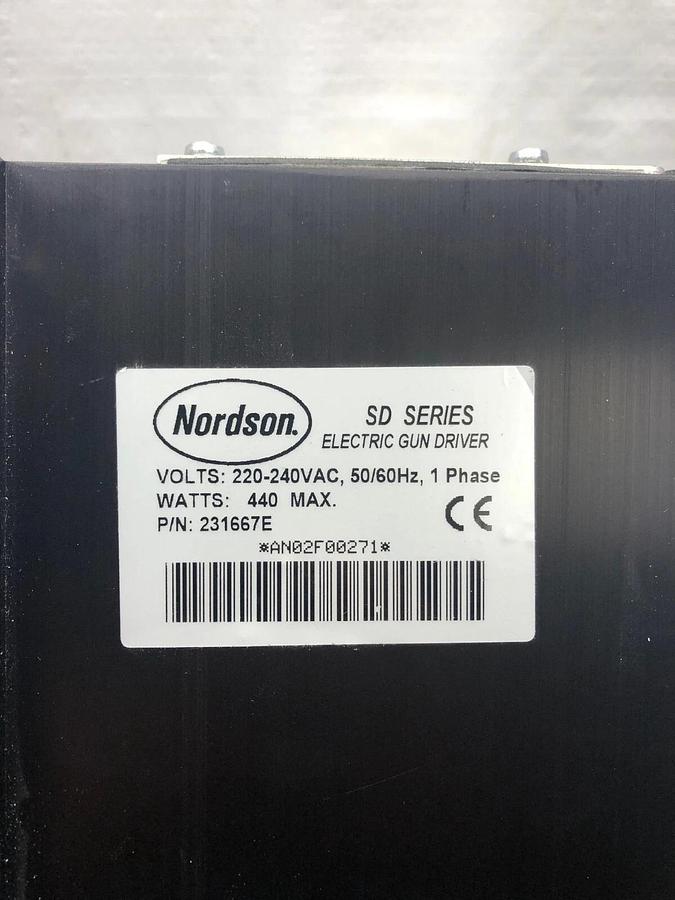 Nordson.
SD SERIES
ELECTRIC GUN DRIVER
VOLTS: 220-240VAC, 50/60Hz, 1 Phase
WATTS: 440 MAX.
P/N: 231667E
CE
*AN02F00271*